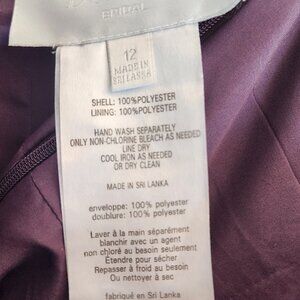 BRIDAL
12
MADE IN
SRI LANKA
SHELL: 100%POLYESTER
LINING: 100%POLYESTER
HAND WASH SEPARATELY
ONLY NON-CHLORINE BLEACH AS NEEDED
LINE DRY
COOL IRON AS NEEDED
OR DRY CLEAN
MADE IN SRI LANKA
enveloppe: 100% polyester
doublure: 100% polyester
Laver à la main séparément
blanchir avec un agent
non chloré au besoin seulement
Étendre pour sécher
Repasser à froid au besoin
Ou nettoyer à sec
fabriqué en Sri Lanka